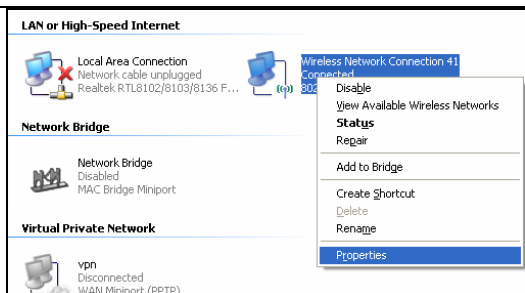 LAN or High-Speed Internet
Local Area Connection
Network cable unplugged
Realtek RTL8102/8103/8136 F...
Wireless Network Connection 41
Connected
802
Disable
View Available Wireless Networks
Status
Repair
Add to Bridge
Create Shortcut
Delete
Rename
Properties
Network Bridge
Network Bridge
Disabled
MAC Bridge Miniport
Virtual Private Network
vpn
Disconnected
WAN Miniport (PPTP)